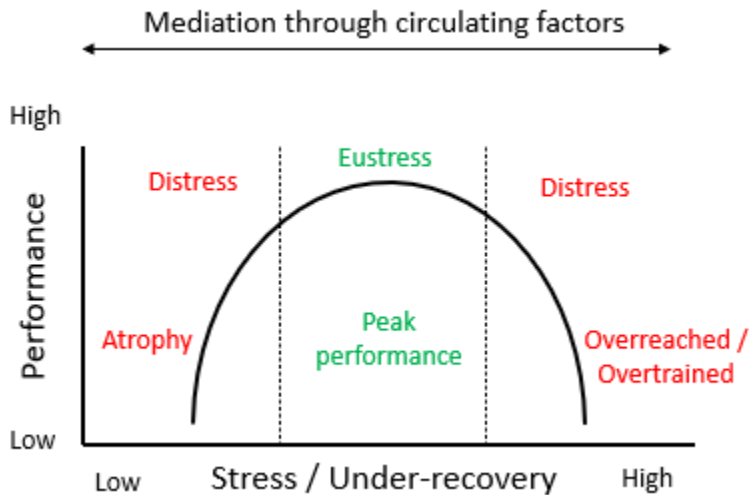 Mediation through circulating factors
High
Distress
Eustress
Distress
Performance
Atrophy
Peak
performance
Overreached /
Overtrained
Low
Low
Stress / Under-recovery
High